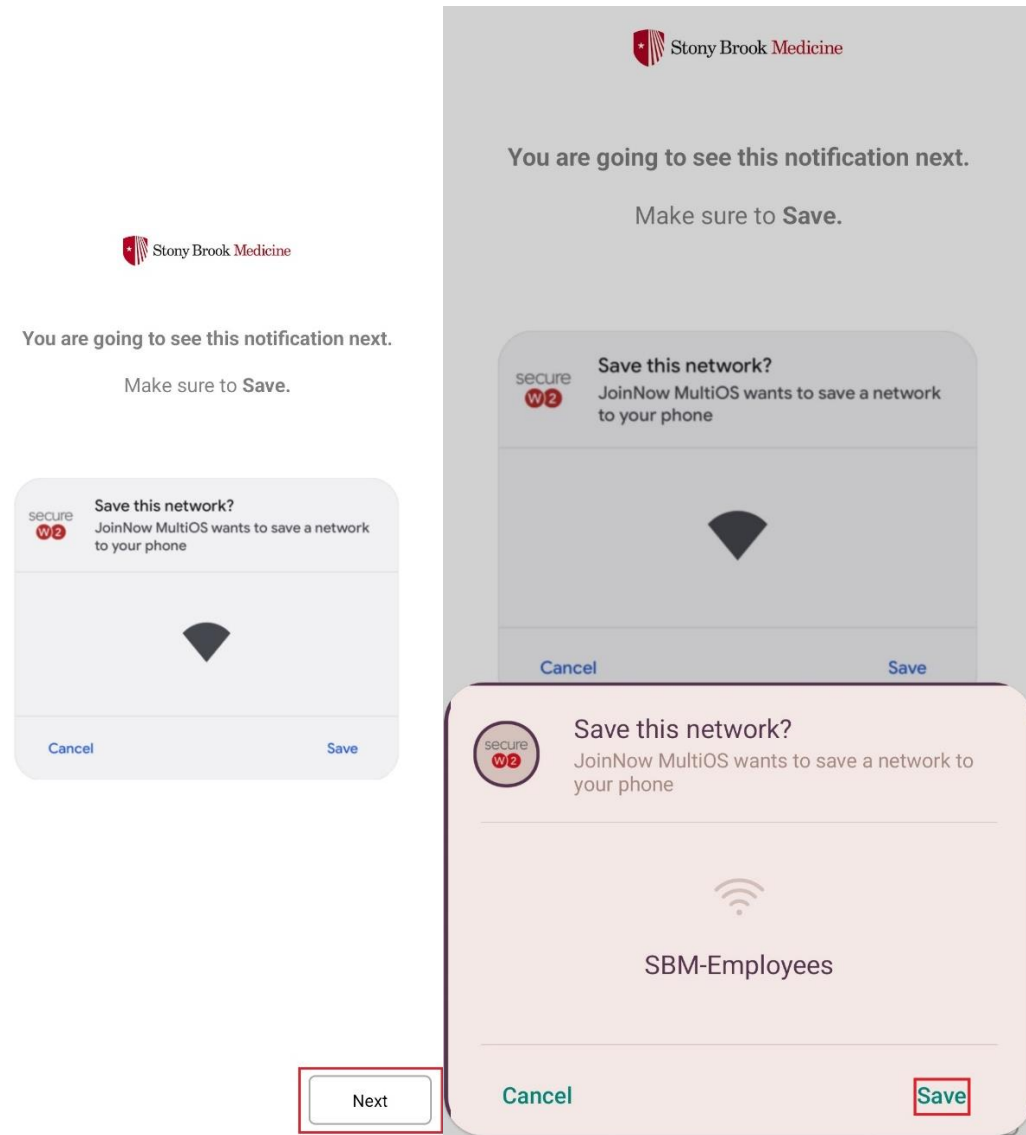 Stony Brook Medicine
You are going to see this notification next.
Make sure to Save.
secure
W2
Save this network?
JoinNow MultiOS wants to save a network
to your phone
Cancel
Save
Next
Stony Brook Medicine
You are going to see this notification next.
Make sure to Save.
secure
W2
Save this network?
JoinNow MultiOS wants to save a network
to your phone
Cancel
Save
secure
W2
Save this network?
JoinNow MultiOS wants to save a network to
your phone
SBM-Employees
Cancel
Save